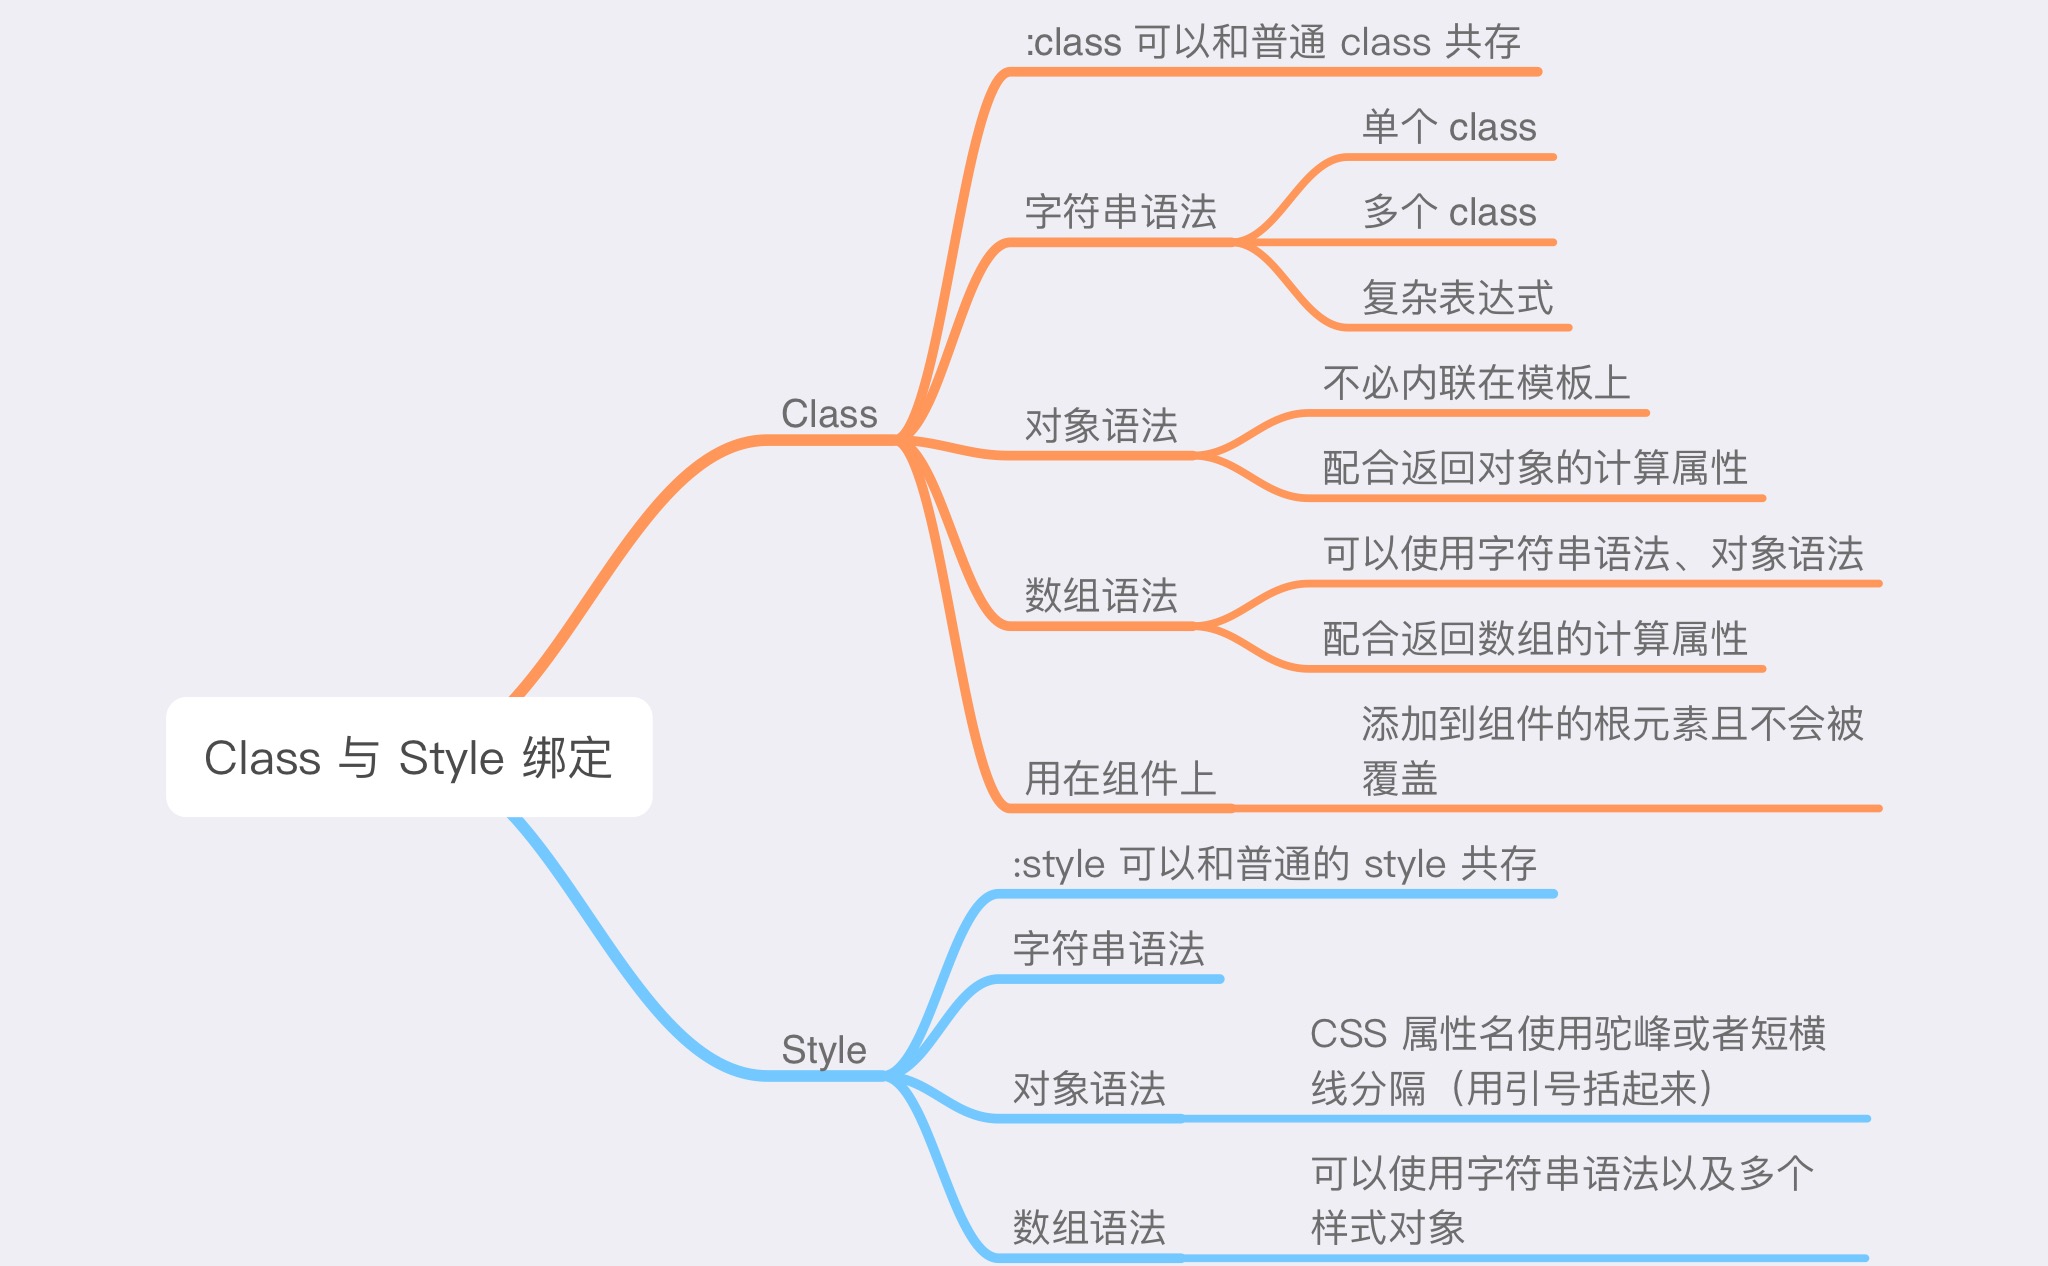 :class 可以和普通 class 共存
单个 class
字符串语法
多个 class
复杂表达式
不必内联在模板上
Class
对象语法
配合返回对象的计算属性
可以使用字符串语法、对象语法
数组语法
配合返回数组的计算属性
添加到组件的根元素且不会被
覆盖
用在组件上
Class 与 Style 绑定
:style 可以和普通的 style 共存
字符串语法
Style
CSS 属性名使用驼峰或者短横
线分隔（用引号括起来）
对象语法
可以使用字符串语法以及多个
样式对象
数组语法